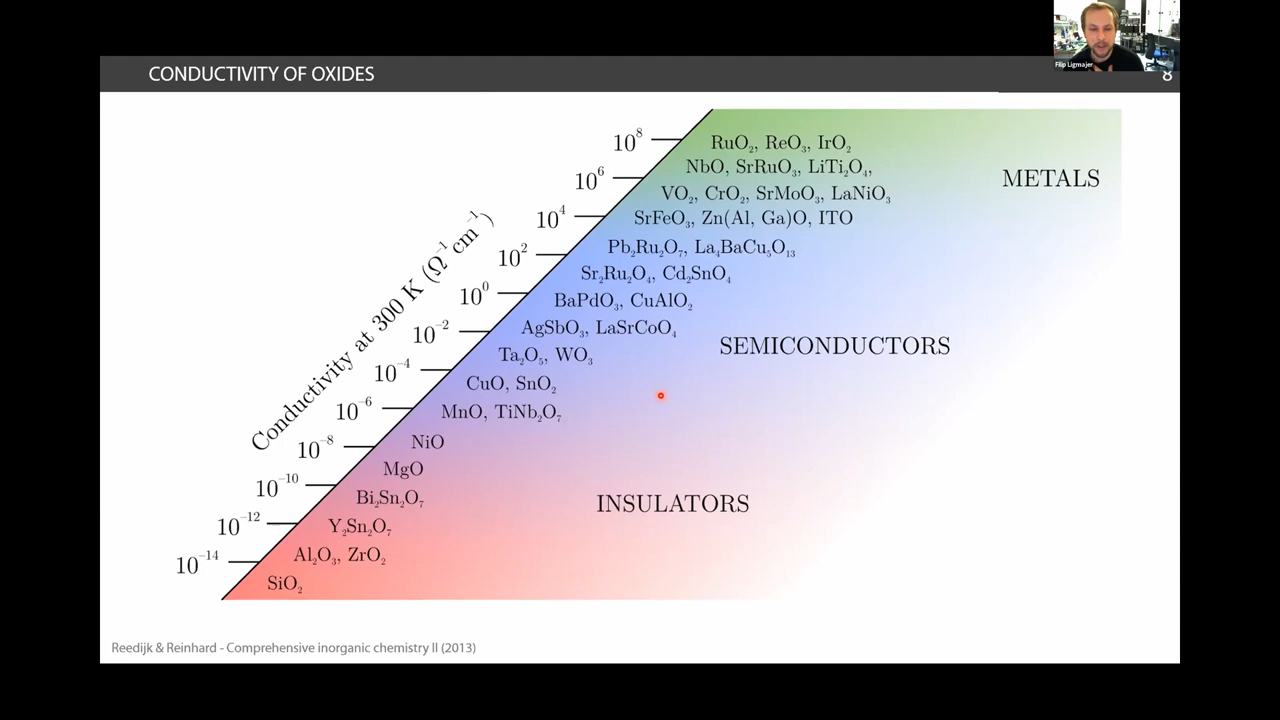 Filip Ligmajer
CONDUCTIVITY OF OXIDES
8
Conductivity at 300 K (Ω⁻¹ cm⁻¹)
10⁸
10⁶
10⁴
10²
10⁰
10⁻²
10⁻⁴
10⁻⁶
10⁻⁸
10⁻¹⁰
10⁻¹²
10⁻¹⁴
RuO₂, ReO₃, IrO₂
NbO, SrRuO₃, LiTi₂O₄,
VO₂, CrO₂, SrMoO₃, LaNiO₃
SrFeO₃, Zn(Al, Ga)O, ITO
Pb₂Ru₂O₇, La₄BaCu₅O₁₃
Sr₂Ru₂O₄, Cd₂SnO₄
BaPdO₃, CuAlO₂
AgSbO₃, LaSrCoO₄
Ta₂O₅, WO₃
CuO, SnO₂
MnO, TiNb₂O₇
NiO
MgO
Bi₂Sn₂O₇
Y₂Sn₂O₇
Al₂O₃, ZrO₂
SiO₂
METALS
SEMICONDUCTORS
INSULATORS
Reedijk & Reinhard - Comprehensive inorganic chemistry II (2013)